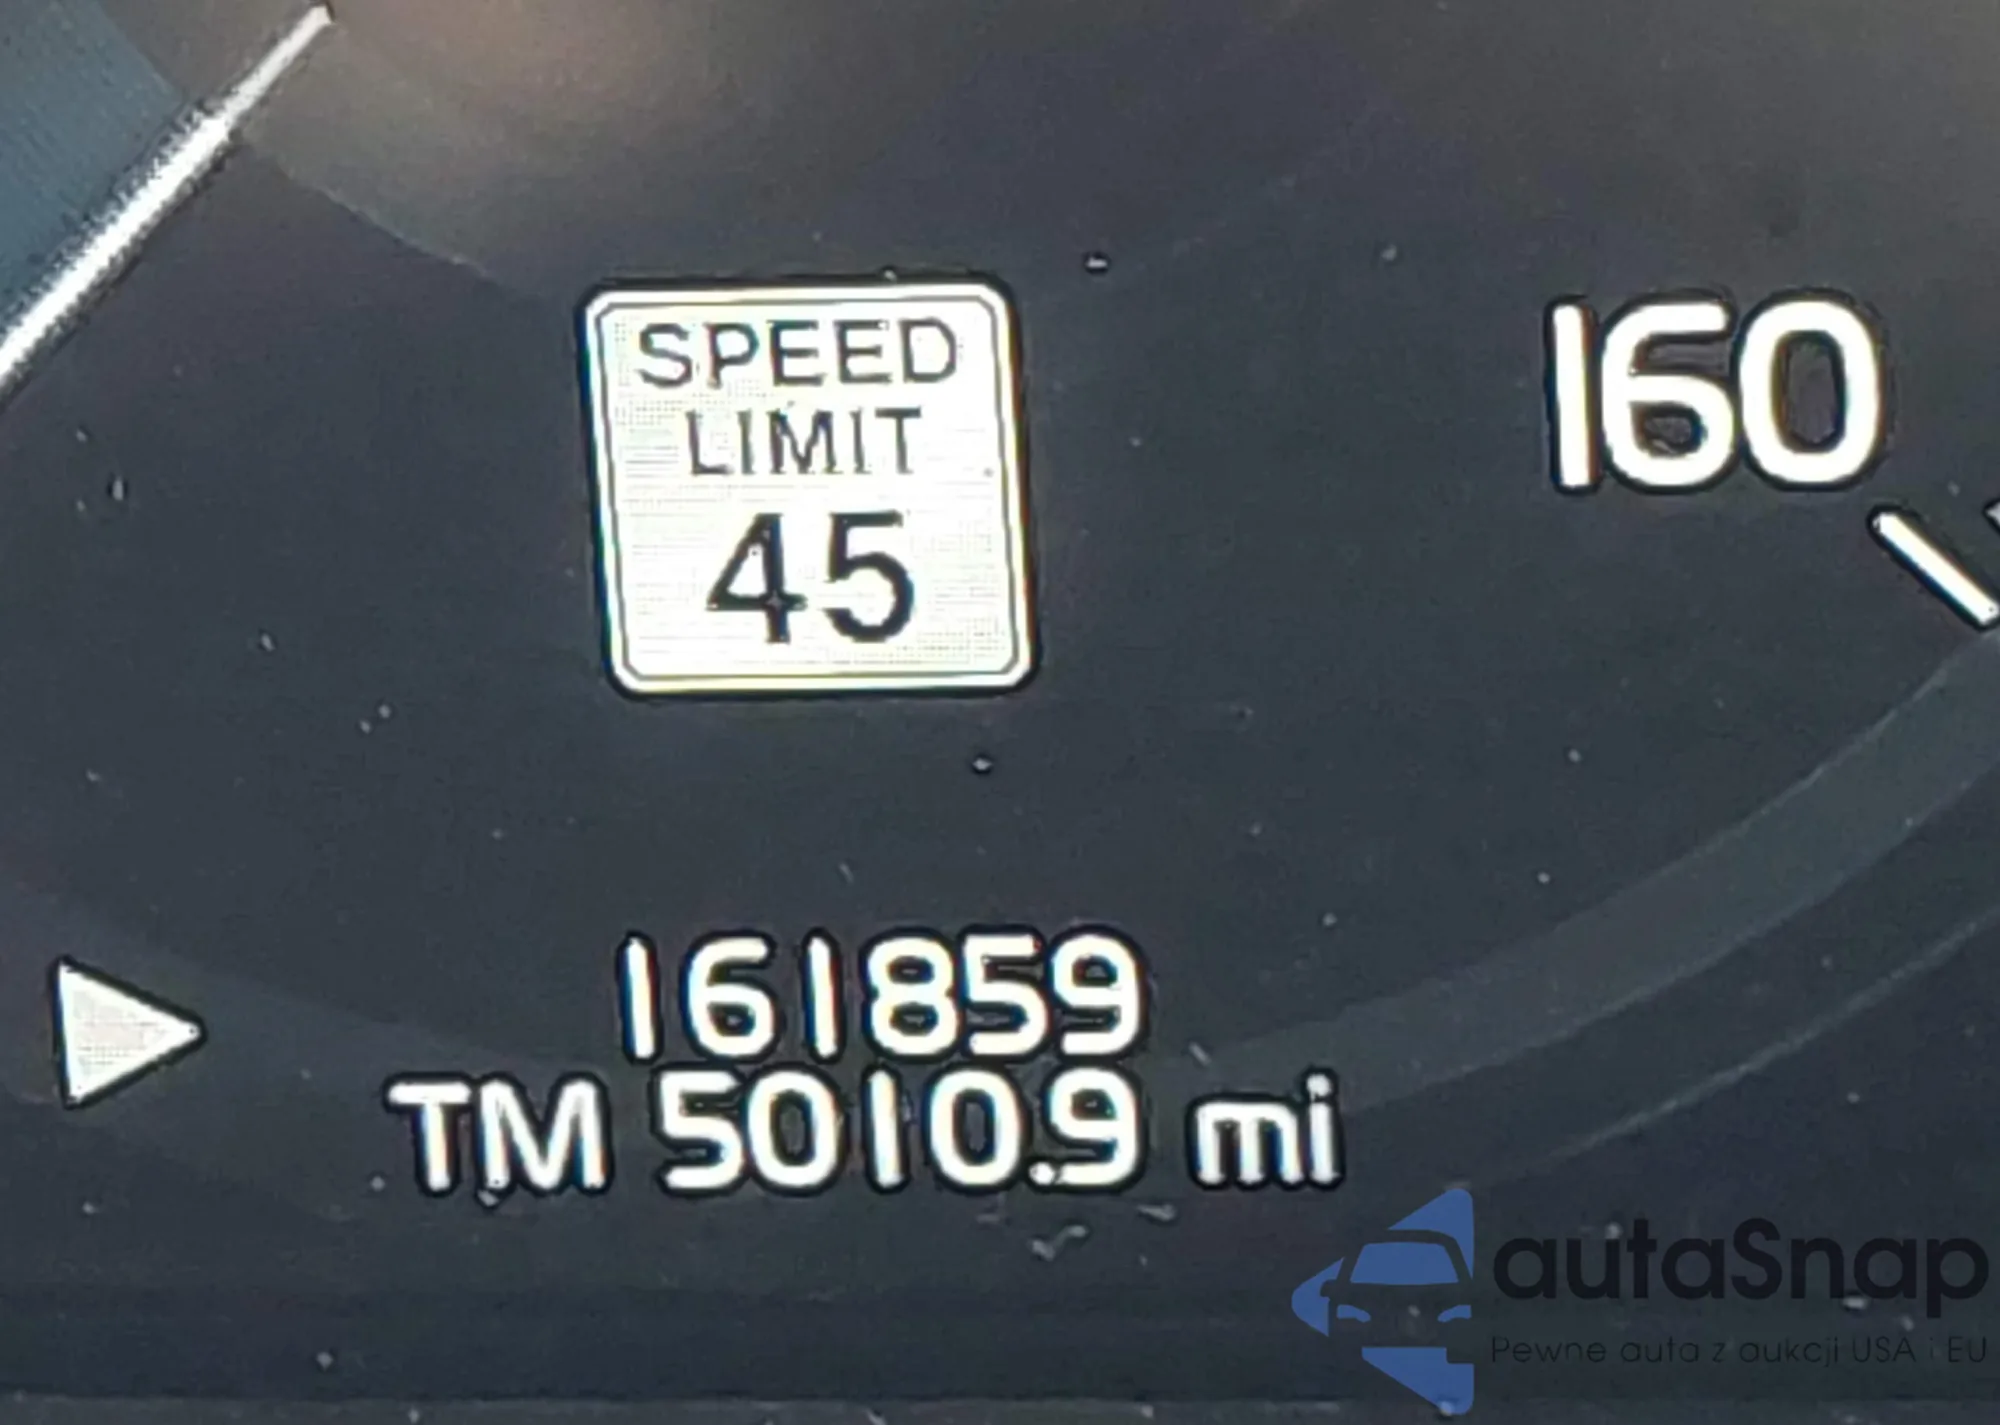 SPEED
LIMIT
45
160
161859
TM 5010.9 mi
autaSnap
Pewne auta z aukcji USA i EU